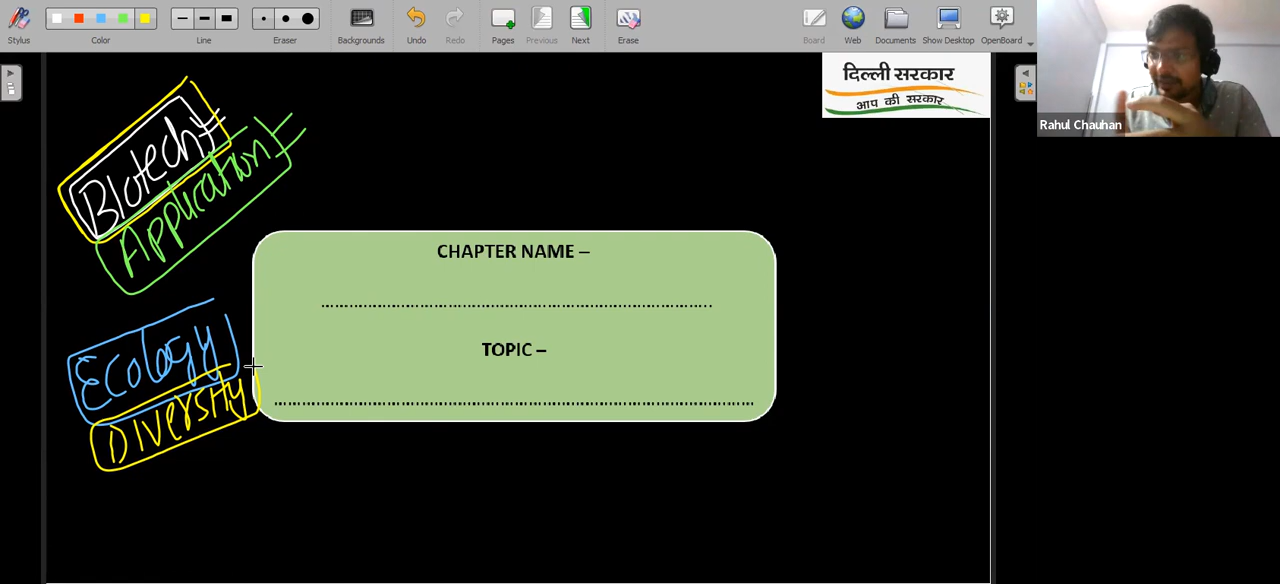 Stylus
Color
Line
Eraser
Backgrounds
Undo
Redo
Pages
Previous
Next
Erase
Board
Web
Documents
Show Desktop
OpenBoard
Rahul Chauhan
दिल्ली सरकार
आप की सरकार
Biotech
Application
CHAPTER NAME –
TOPIC –
Ecology
Diversity